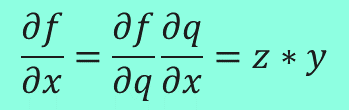 ∂f/∂x = ∂f/∂q ∂q/∂x = z * y